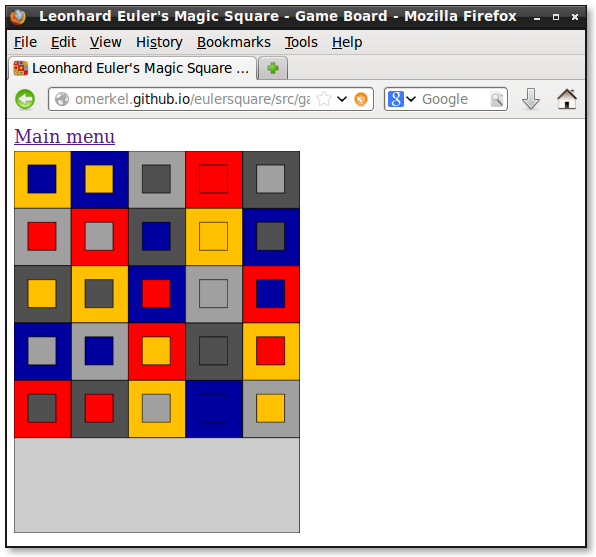 Leonhard Euler's Magic Square - Game Board - Mozilla Firefox
File Edit View History Bookmarks Tools Help
Leonhard Euler's Magic Square ...
omerkel.github.io/eulersquare/src/ga
Google
Main menu